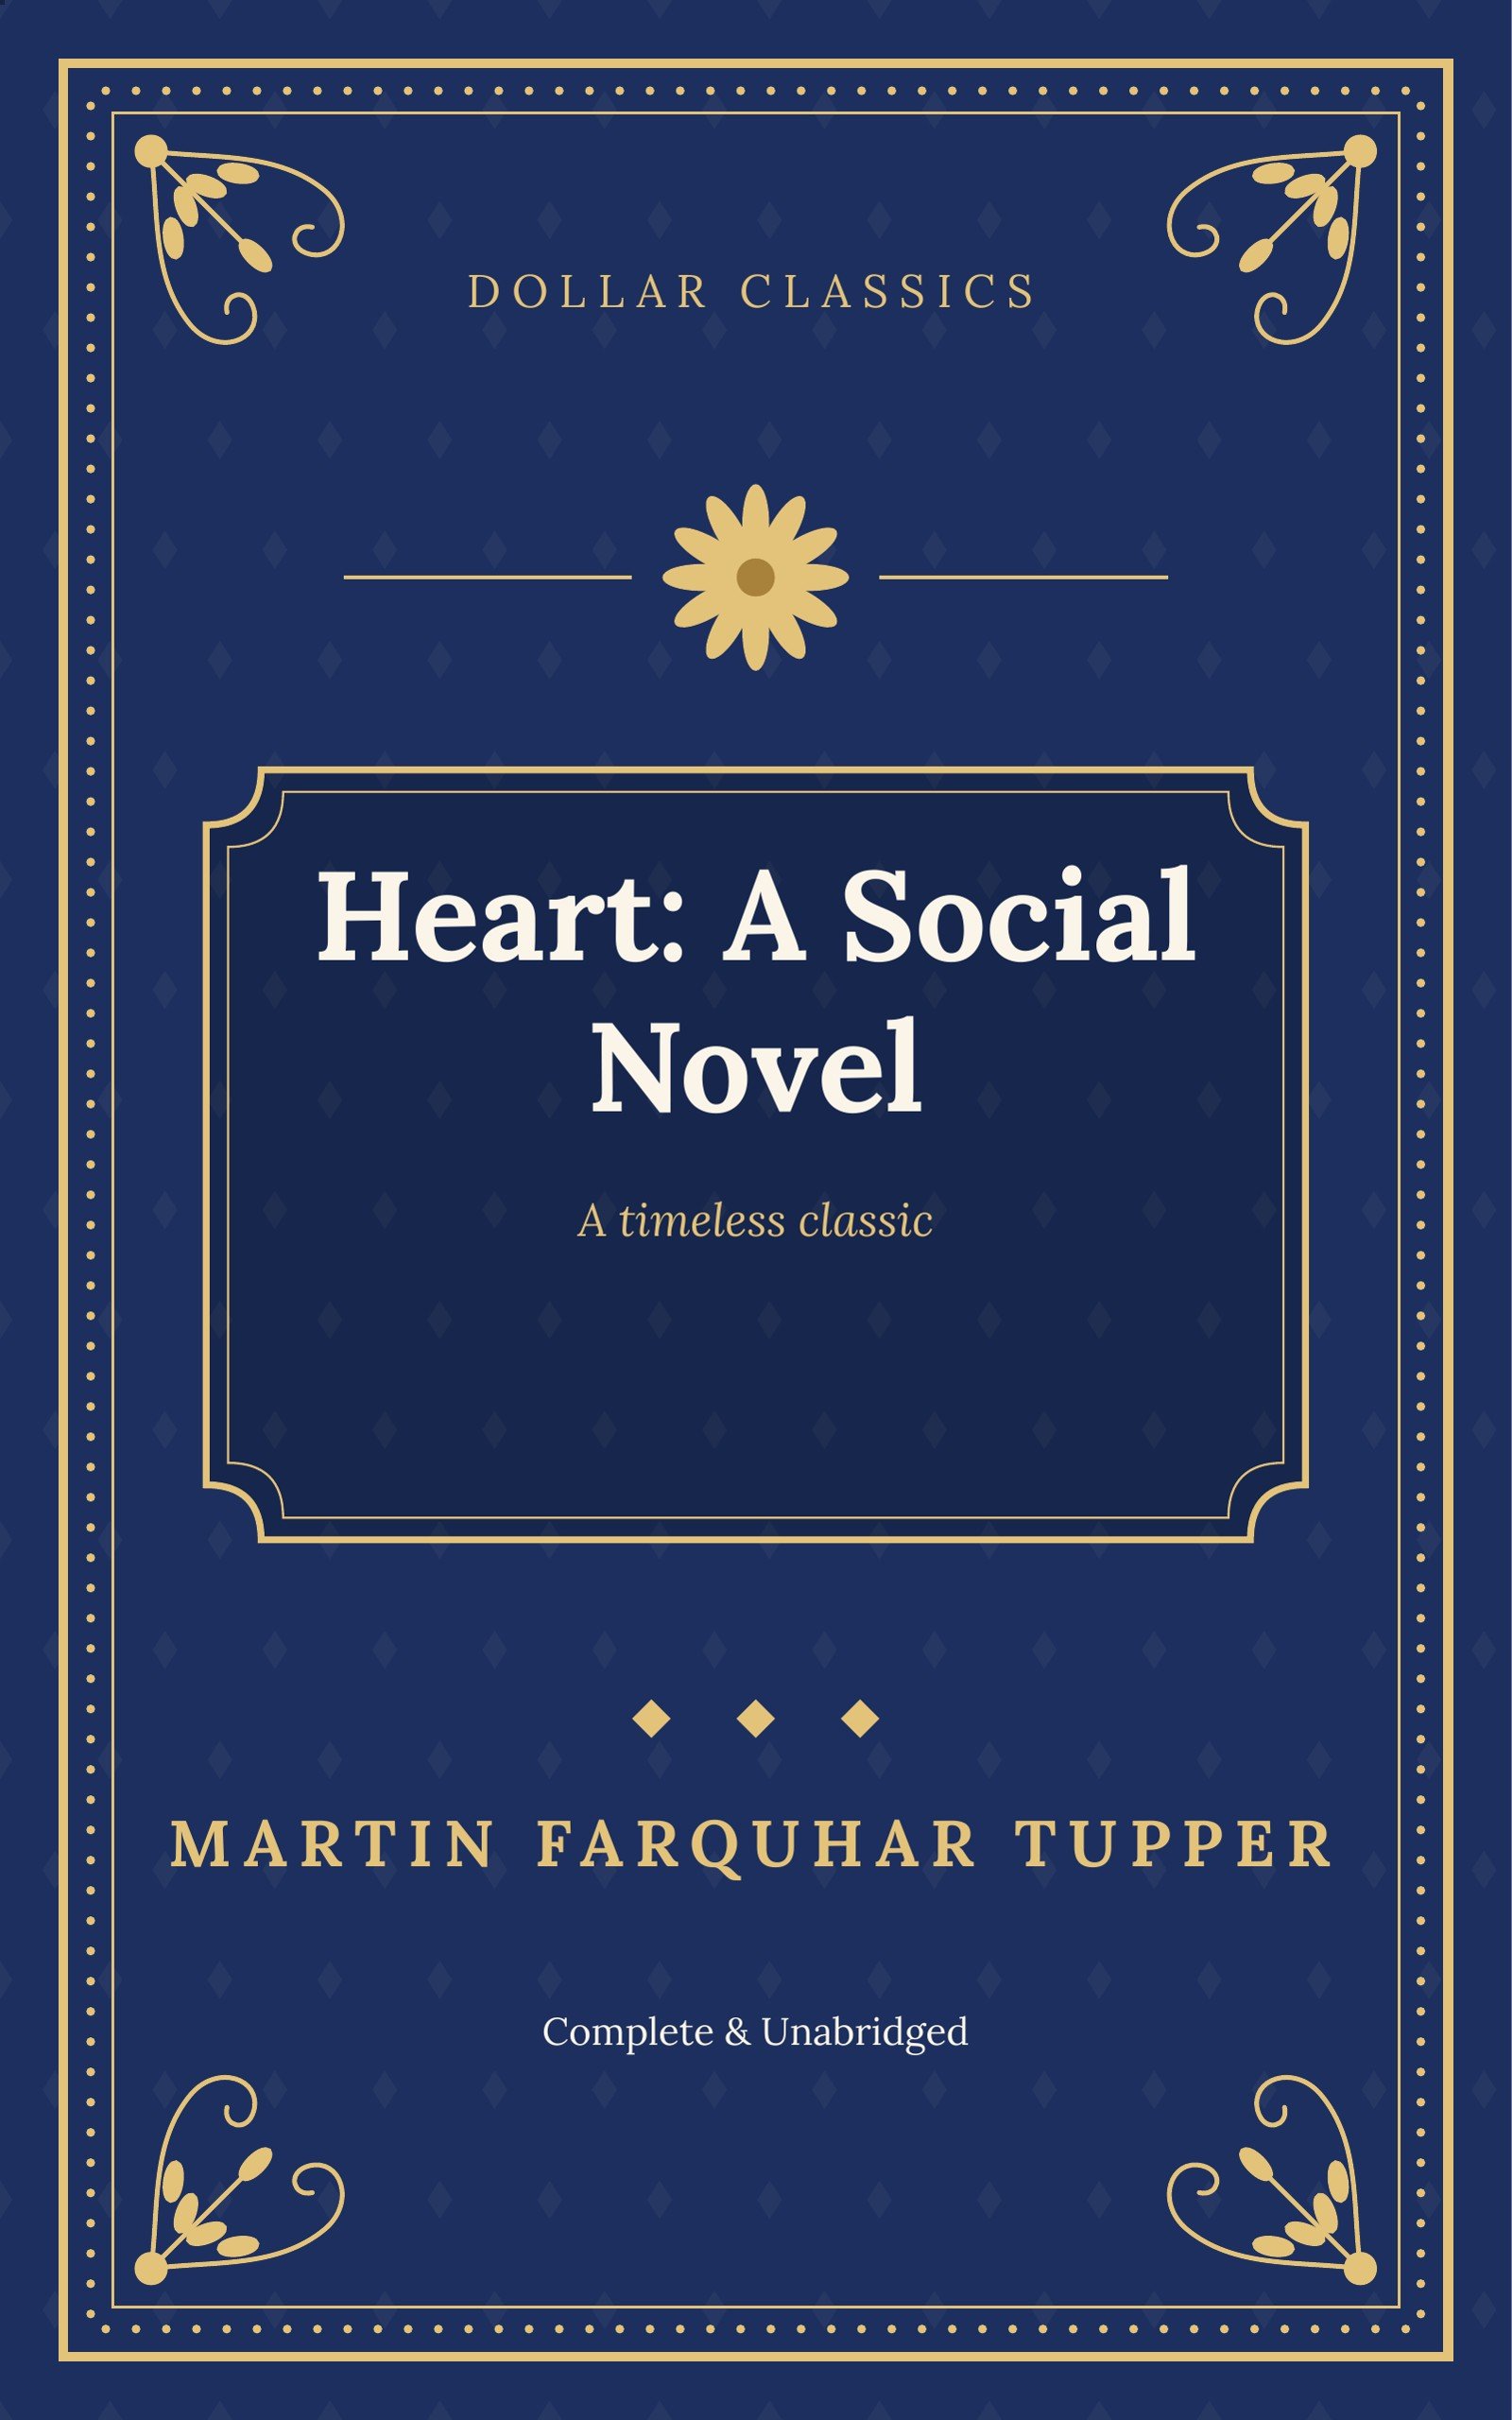 DOLLAR CLASSICS
Heart: A Social
Novel
A timeless classic
MARTIN FARQUHAR TUPPER
Complete & Unabridged